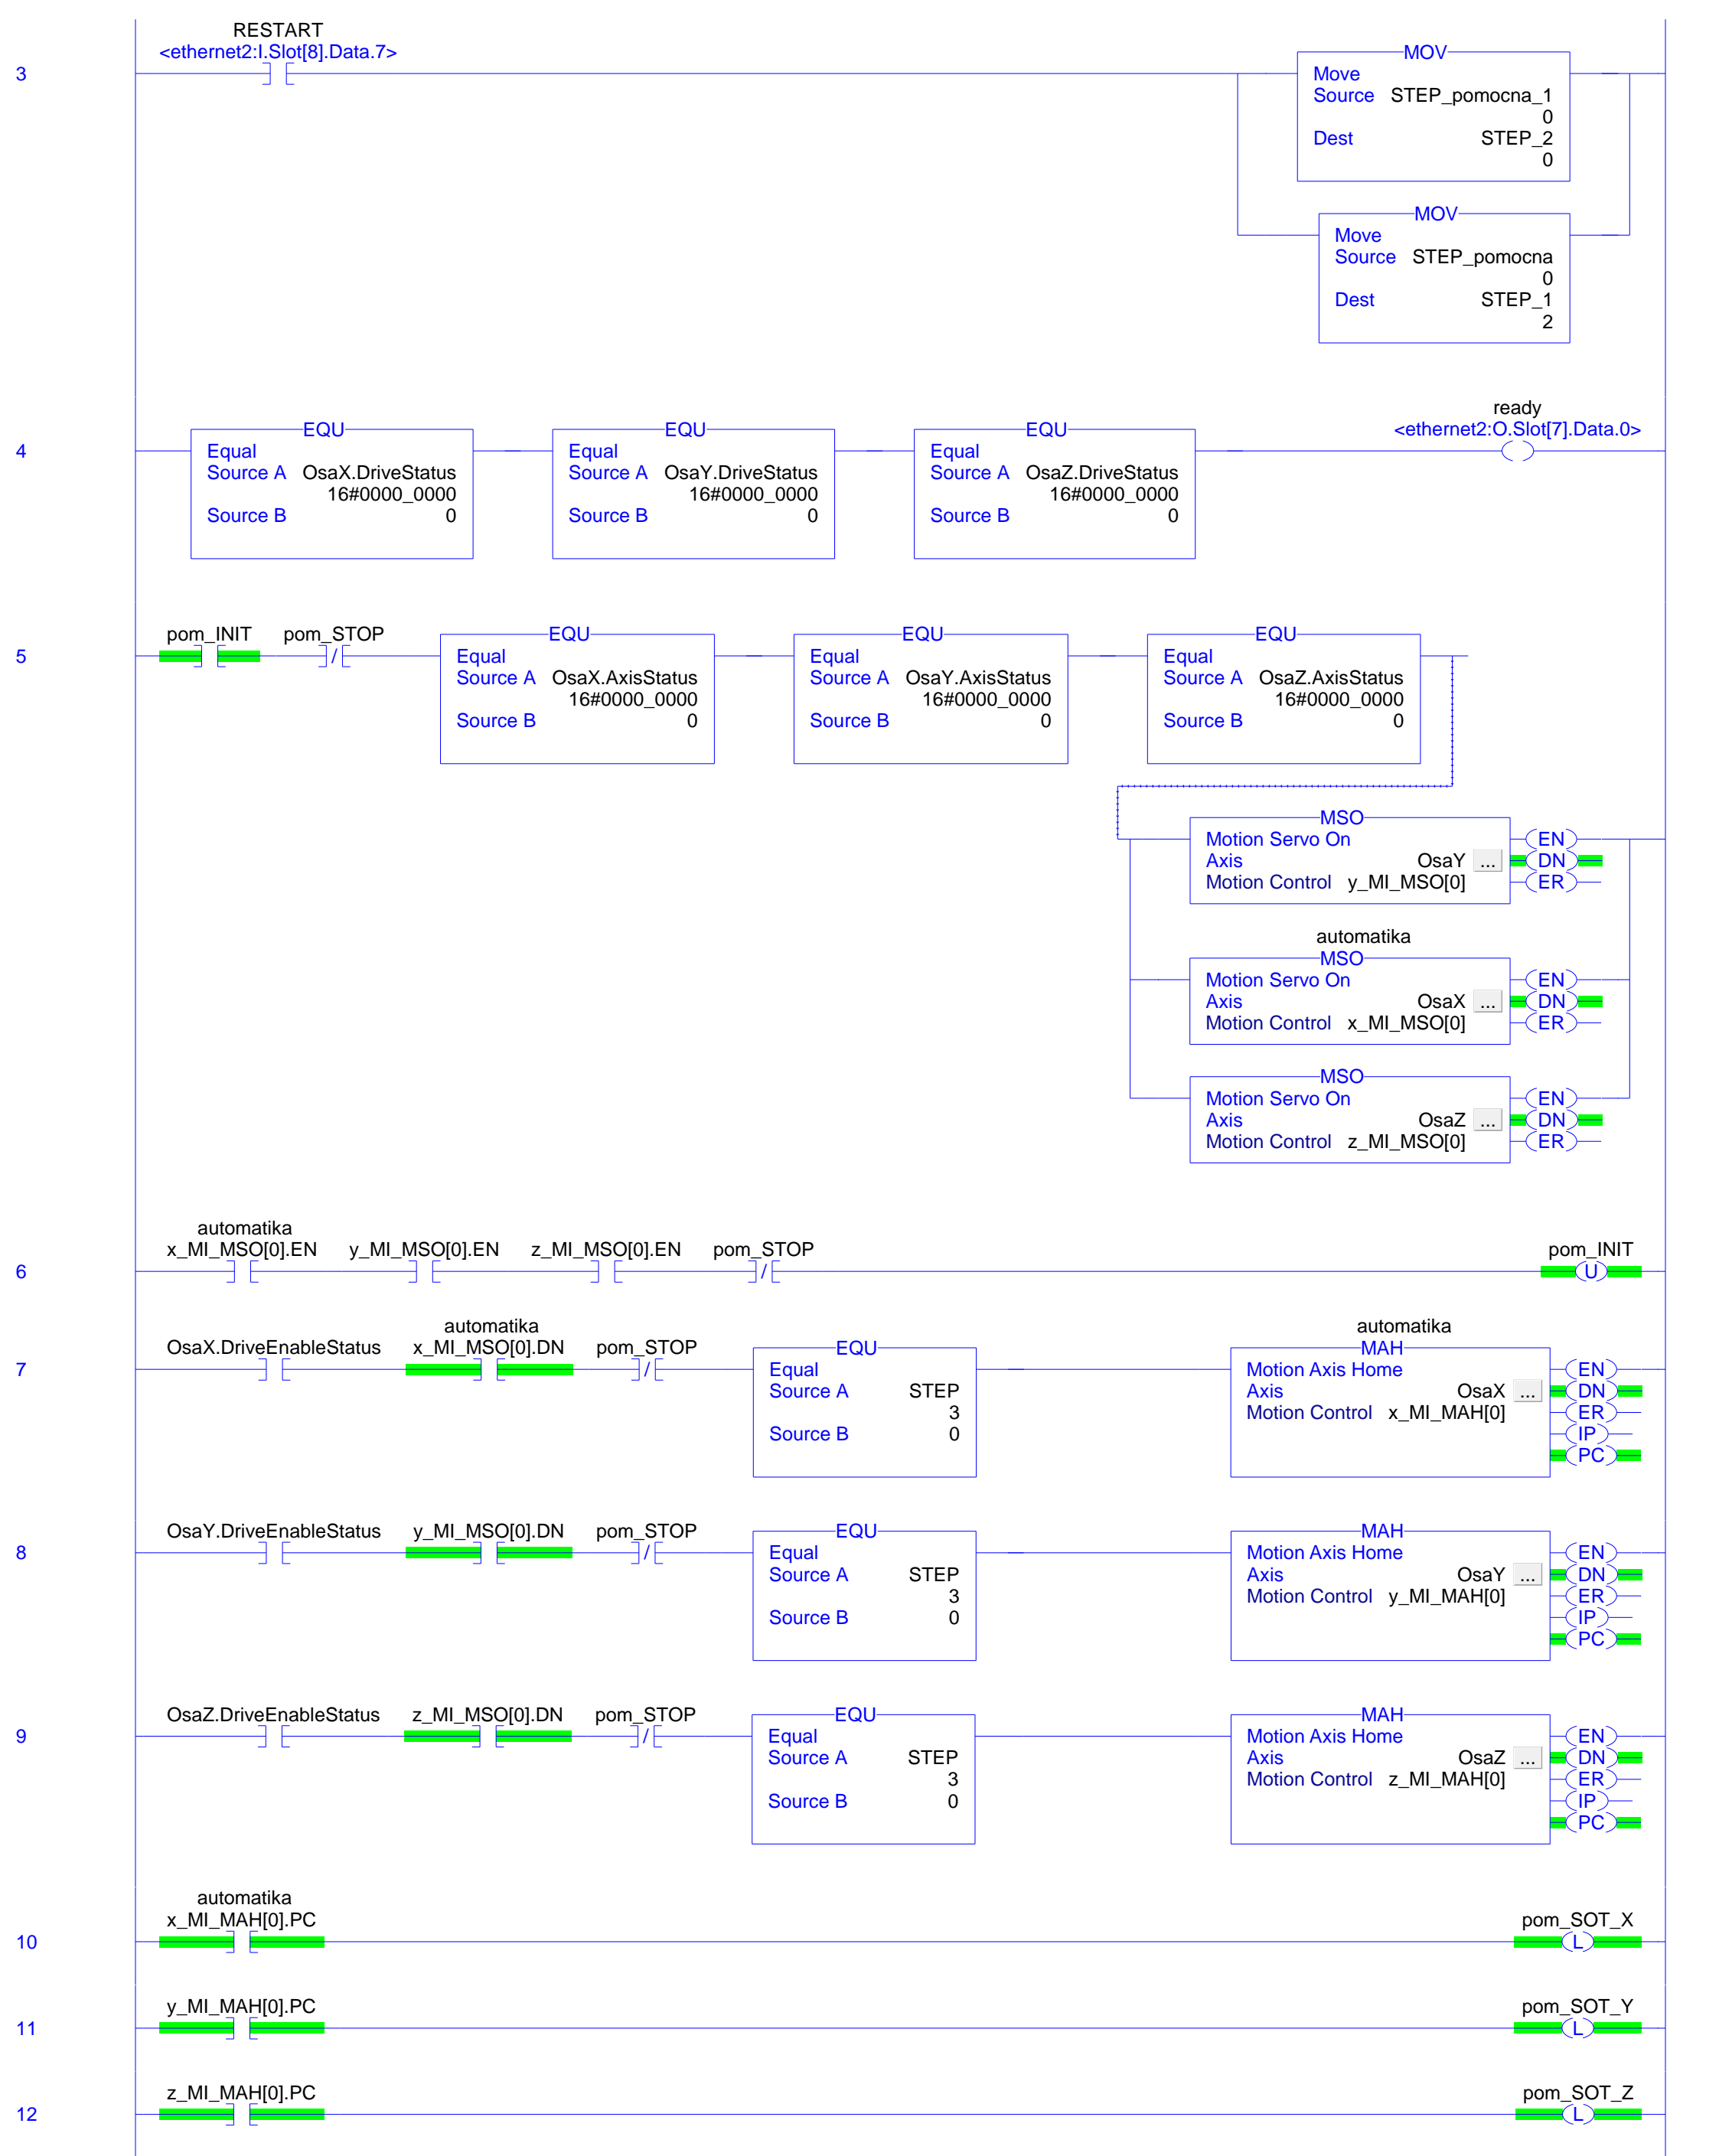 RESTART
<ethernet2:I.Slot[8].Data.7>
3
MOV
Move
Source STEP_pomocna_1
0
Dest STEP_2
0
MOV
Move
Source STEP_pomocna
0
Dest STEP_1
2
ready
<ethernet2:O.Slot[7].Data.0>
4
EQU
Equal
Source A OsaX.DriveStatus
16#0000_0000
Source B 0
EQU
Equal
Source A OsaY.DriveStatus
16#0000_0000
Source B 0
EQU
Equal
Source A OsaZ.DriveStatus
16#0000_0000
Source B 0
5
pom_INIT
pom_STOP
EQU
Equal
Source A OsaX.AxisStatus
16#0000_0000
Source B 0
EQU
Equal
Source A OsaY.AxisStatus
16#0000_0000
Source B 0
EQU
Equal
Source A OsaZ.AxisStatus
16#0000_0000
Source B 0
MSO
Motion Servo On
Axis OsaY ...
Motion Control y_MI_MSO[0]
EN
DN
ER
automatika
MSO
Motion Servo On
Axis OsaX ...
Motion Control x_MI_MSO[0]
EN
DN
ER
MSO
Motion Servo On
Axis OsaZ ...
Motion Control z_MI_MSO[0]
EN
DN
ER
6
automatika
x_MI_MSO[0].EN y_MI_MSO[0].EN z_MI_MSO[0].EN pom_STOP
pom_INIT
U
7
automatika
OsaX.DriveEnableStatus x_MI_MSO[0].DN pom_STOP
EQU
Equal
Source A STEP
3
Source B 0
automatika
MAH
Motion Axis Home
Axis OsaX ...
Motion Control x_MI_MAH[0]
EN
DN
ER
IP
PC
8
OsaY.DriveEnableStatus y_MI_MSO[0].DN pom_STOP
EQU
Equal
Source A STEP
3
Source B 0
MAH
Motion Axis Home
Axis OsaY ...
Motion Control y_MI_MAH[0]
EN
DN
ER
IP
PC
9
OsaZ.DriveEnableStatus z_MI_MSO[0].DN pom_STOP
EQU
Equal
Source A STEP
3
Source B 0
MAH
Motion Axis Home
Axis OsaZ ...
Motion Control z_MI_MAH[0]
EN
DN
ER
IP
PC
10
automatika
x_MI_MAH[0].PC
pom_SOT_X
L
11
y_MI_MAH[0].PC
pom_SOT_Y
L
12
z_MI_MAH[0].PC
pom_SOT_Z
L